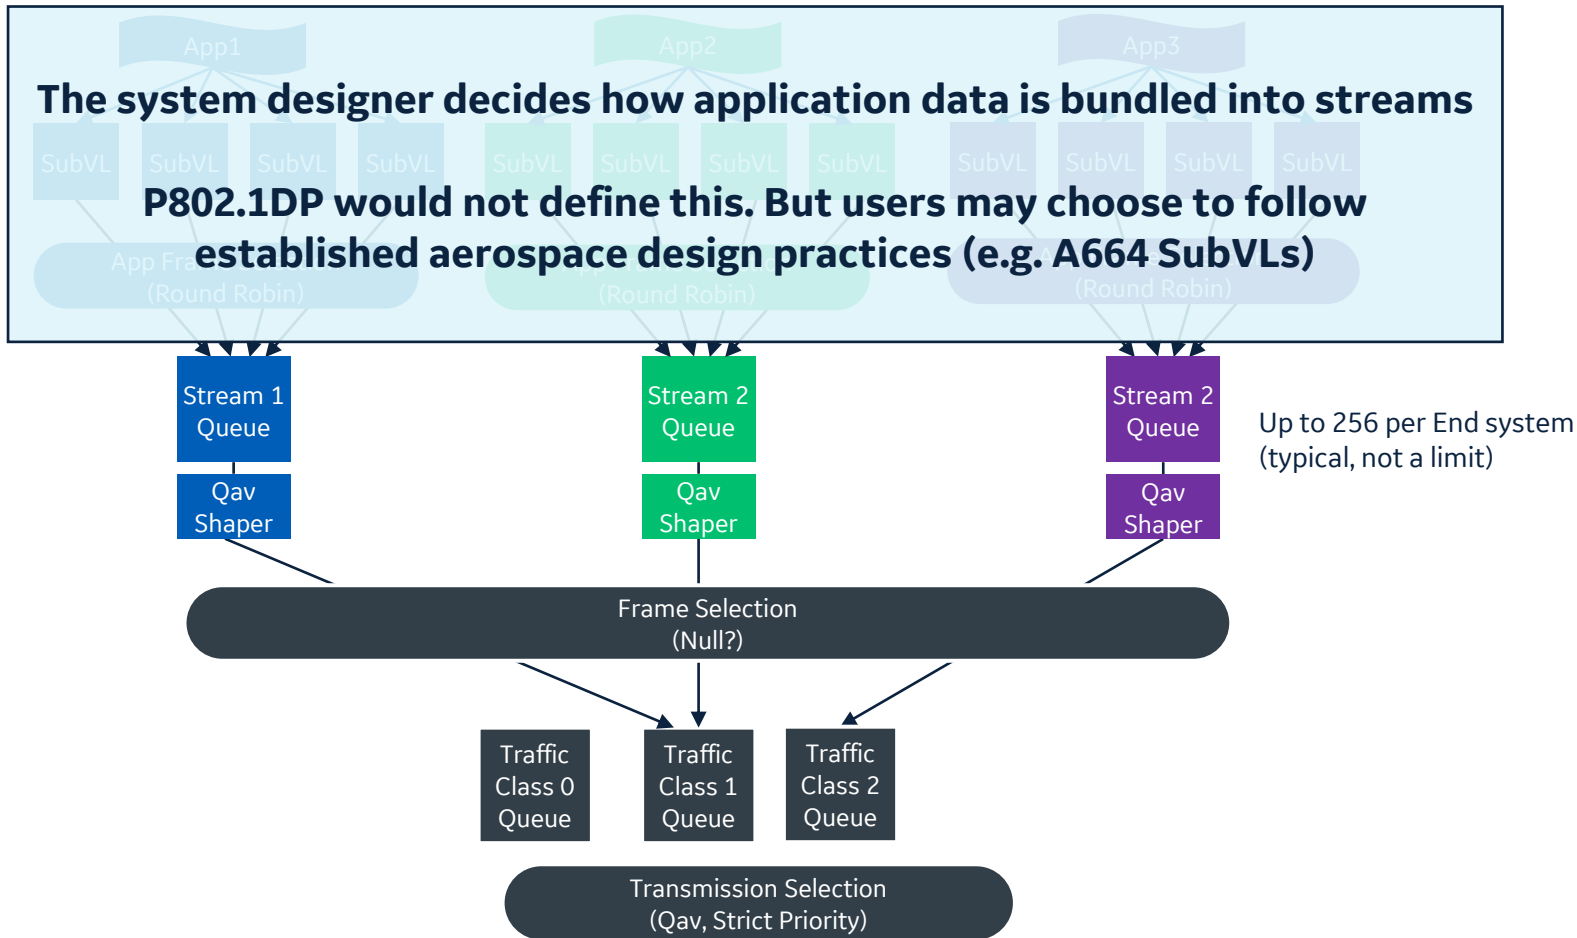 App1
App2
App3
The system designer decides how application data is bundled into streams
SubVL SubVL SubVL SubVL
SubVL SubVL SubVL SubVL
SubVL SubVL SubVL SubVL
P802.1DP would not define this. But users may choose to follow
established aerospace design practices (e.g. A664 SubVLs)
App Frame Selection
(Round Robin)
(Round Robin)
(Round Robin)
Stream 1
Queue
Stream 2
Queue
Stream 2
Queue
Up to 256 per End system
(typical, not a limit)
Qav
Shaper
Qav
Shaper
Qav
Shaper
Frame Selection
(Null?)
Traffic
Class 0
Queue
Traffic
Class 1
Queue
Traffic
Class 2
Queue
Transmission Selection
(Qav, Strict Priority)